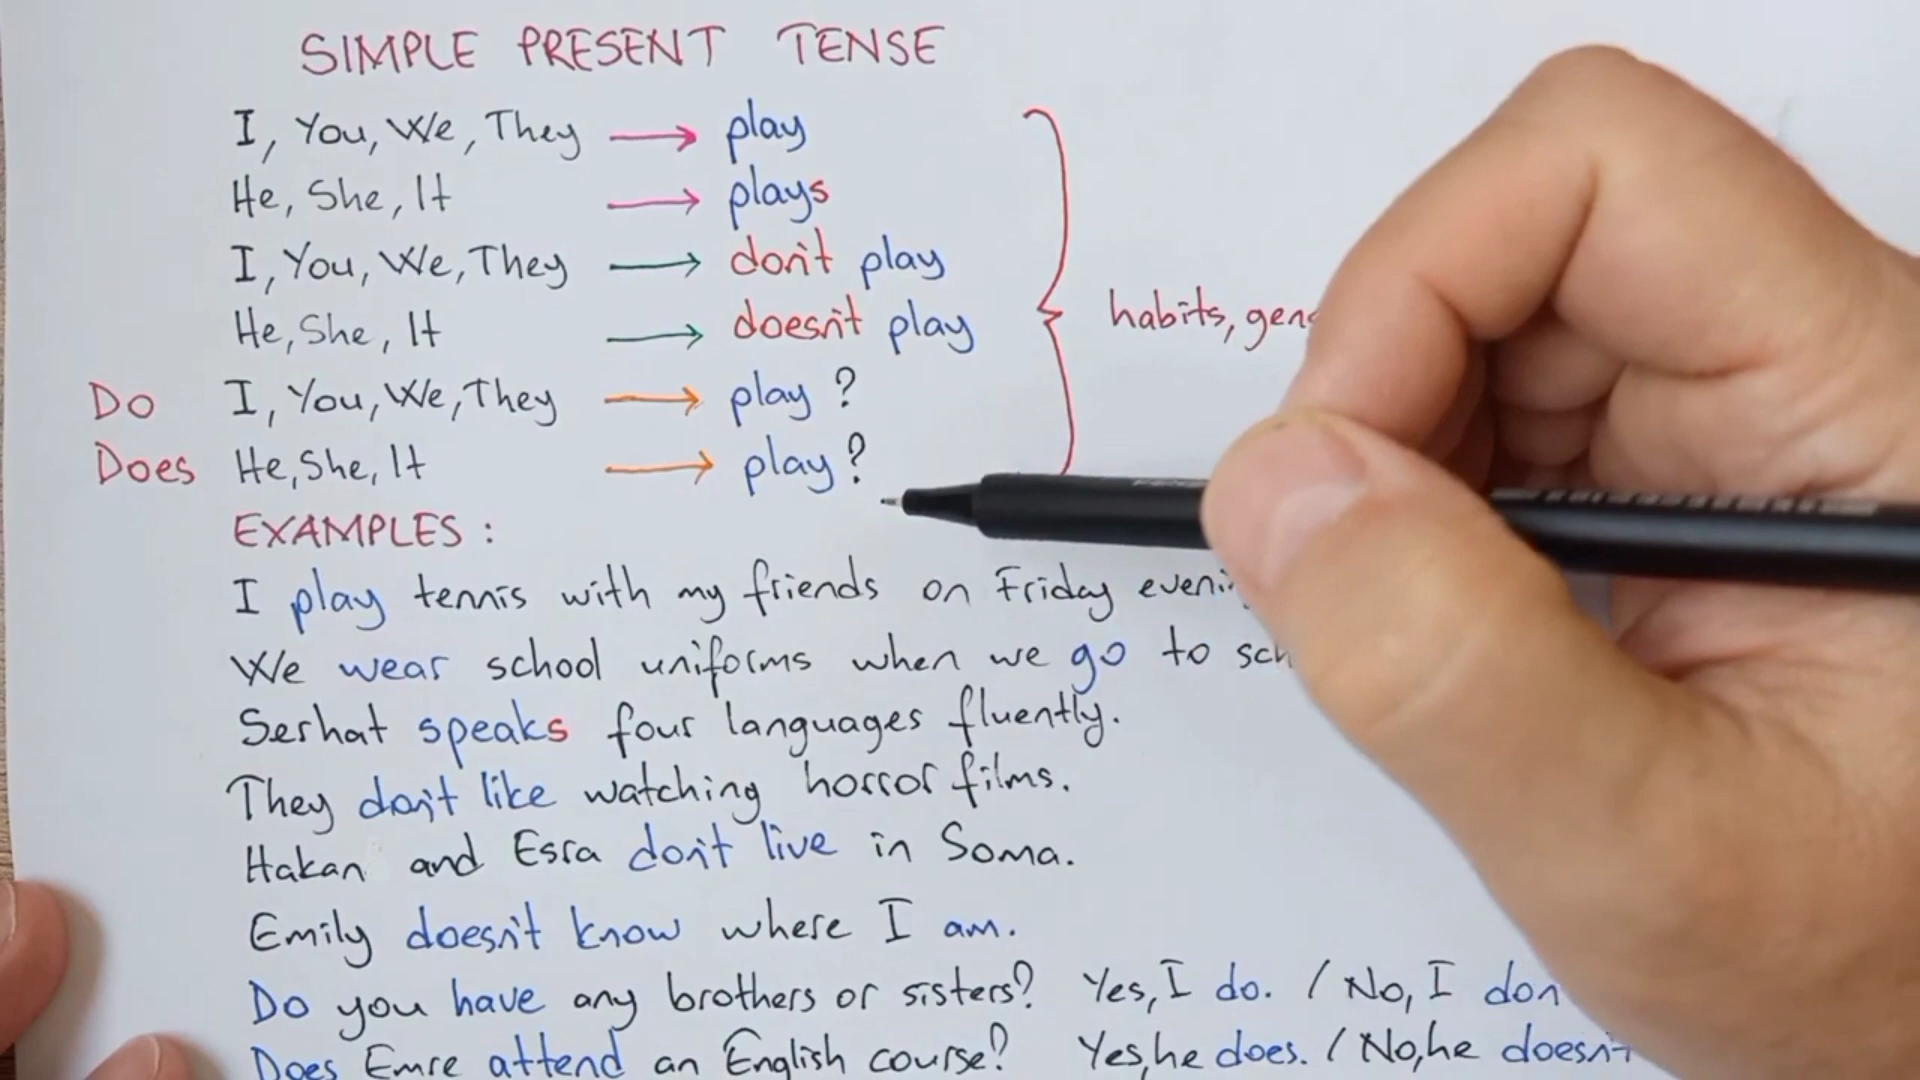 SIMPLE PRESENT TENSE
I, You, We, They → play
He, She, It → plays
I, You, We, They → don't play
He, She, It → doesn't play
habits,
Do I, You, We, They → play ?
Does He, She, It → play ?
EXAMPLES :
I play tennis with my friends on Friday
We wear school uniforms when we go to
Serhat speaks four languages fluently.
They don't like watching horror films.
Hakan and Esra don't live in Soma.
Emily doesn't know where I am.
Do you have any brothers or sisters? Yes, I do. / No, I
Does Emre attend an English course? Yes, he does. / No, he doesn't